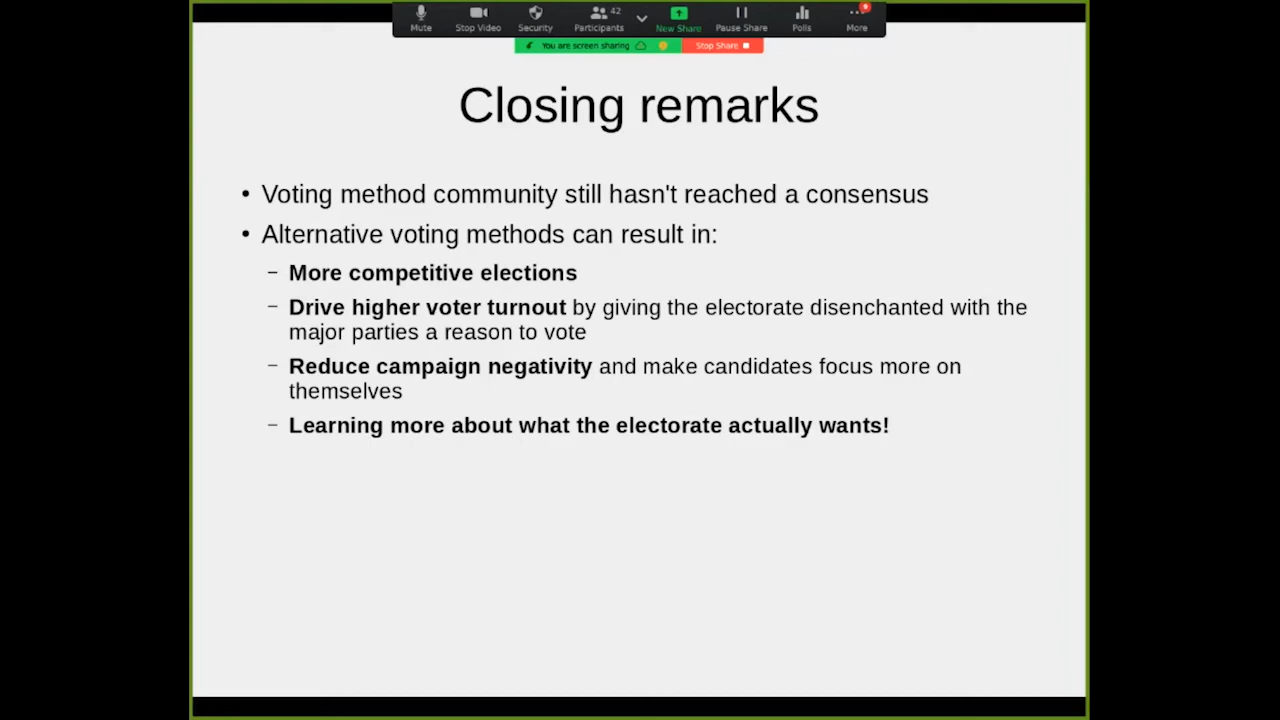 42
9
Mute Stop Video Security Participants New Share Pause Share Polls More
You are screen sharing Stop Share
Closing remarks
• Voting method community still hasn't reached a consensus
• Alternative voting methods can result in:
– More competitive elections
– Drive higher voter turnout by giving the electorate disenchanted with the
major parties a reason to vote
– Reduce campaign negativity and make candidates focus more on
themselves
– Learning more about what the electorate actually wants!